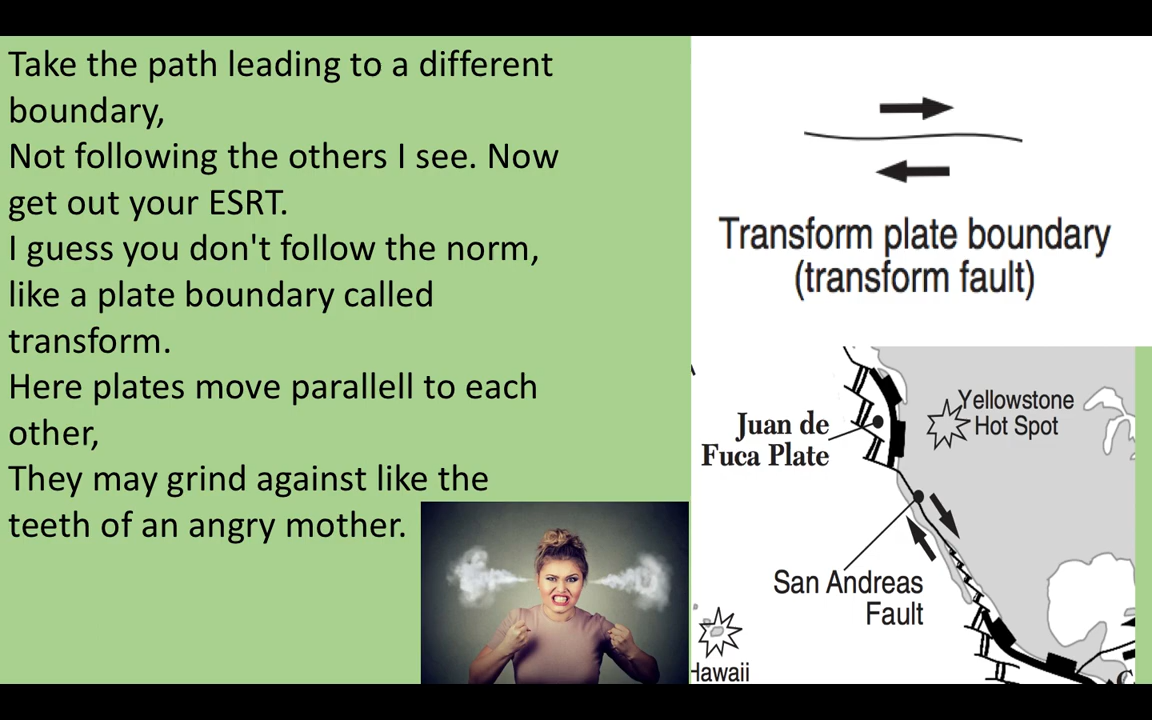 Take the path leading to a different
boundary,
Not following the others I see. Now
get out your ESRT.
I guess you don't follow the norm,
like a plate boundary called
transform.
Here plates move parallell to each
other,
They may grind against like the
teeth of an angry mother.
Transform plate boundary
(transform fault)
Yellowstone
Hot Spot
Juan de
Fuca Plate
San Andreas
Fault
Hawaii